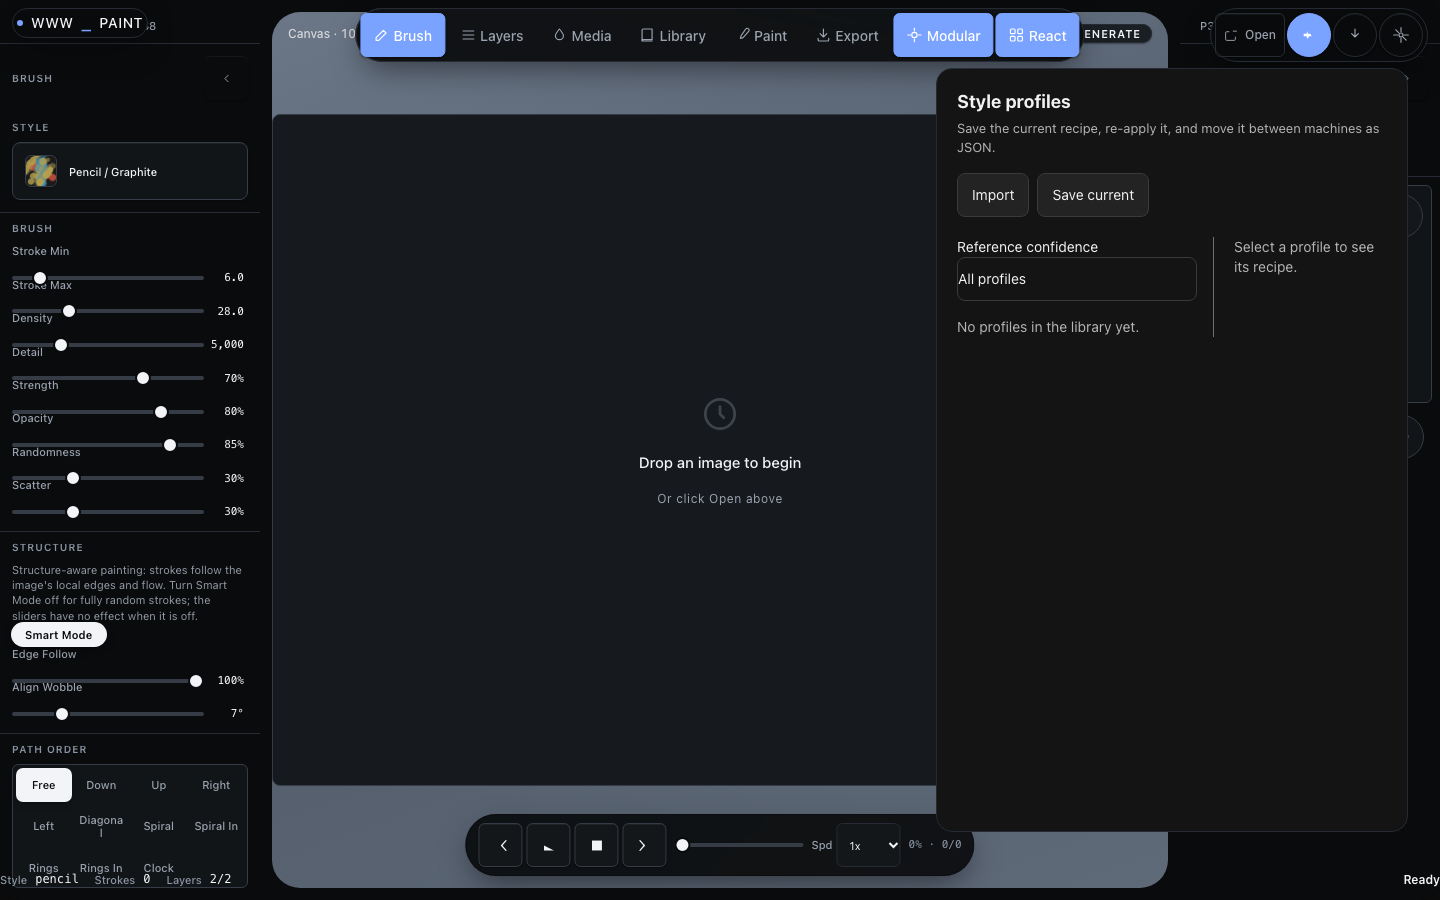 WWW _ PAINT
Canvas · 10
Brush
Layers
Media
Library
Paint
Export
Modular
React
ENERATE
Open
BRUSH
STYLE
Pencil / Graphite
BRUSH
Stroke Min
6.0
Stroke Max
28.0
Density
5,000
Detail
70%
Strength
80%
Opacity
85%
Randomness
30%
Scatter
30%
STRUCTURE
Structure-aware painting: strokes follow the
image's local edges and flow. Turn Smart
Mode off for fully random strokes; the
sliders have no effect when it is off.
Smart Mode
Edge Follow
100%
Align Wobble
7°
PATH ORDER
Free Down Up Right
Left Diagona
l
Spiral Spiral In
Rings Rings In Clock
Style pencil Strokes 0 Layers 2/2
Drop an image to begin
Or click Open above
Spd 1x 0% · 0/0
Style profiles
Save the current recipe, re-apply it, and move it between machines as
JSON.
Import
Save current
Reference confidence
All profiles
No profiles in the library yet.
Select a profile to see
its recipe.
Ready